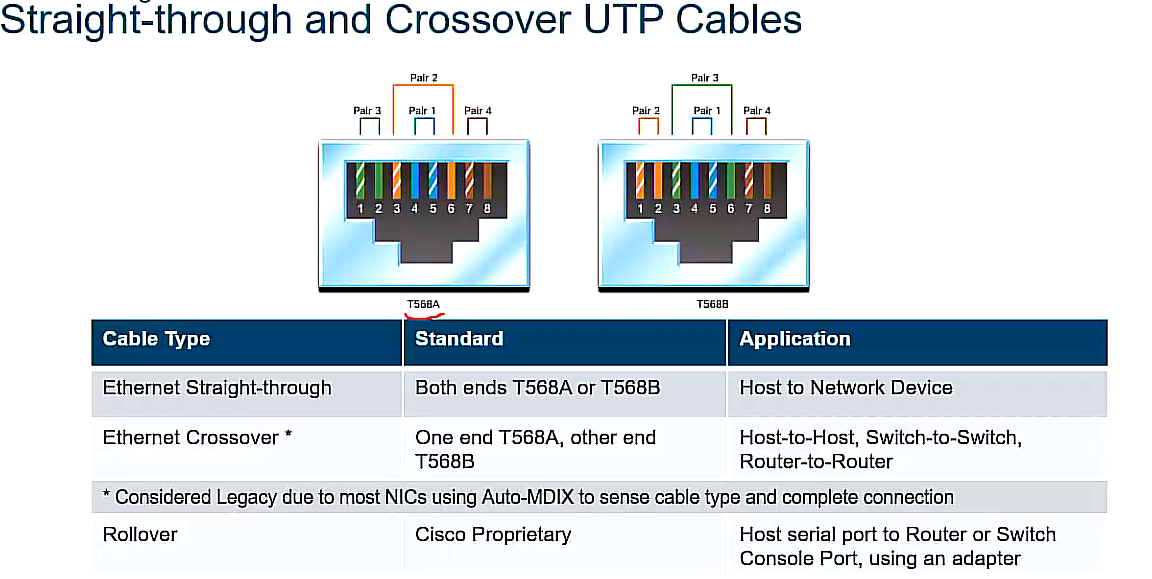 Straight-through and Crossover UTP Cables
Pair 2
Pair 3
Pair 3 Pair 1 Pair 4
Pair 2 Pair 1 Pair 4
1 2 3 4 5 6 7 8
1 2 3 4 5 6 7 8
T568A
T568B
Cable Type Standard Application
Ethernet Straight-through Both ends T568A or T568B Host to Network Device
Ethernet Crossover * One end T568A, other end Host-to-Host, Switch-to-Switch,
T568B Router-to-Router
* Considered Legacy due to most NICs using Auto-MDIX to sense cable type and complete connection
Rollover Cisco Proprietary Host serial port to Router or Switch
Console Port, using an adapter